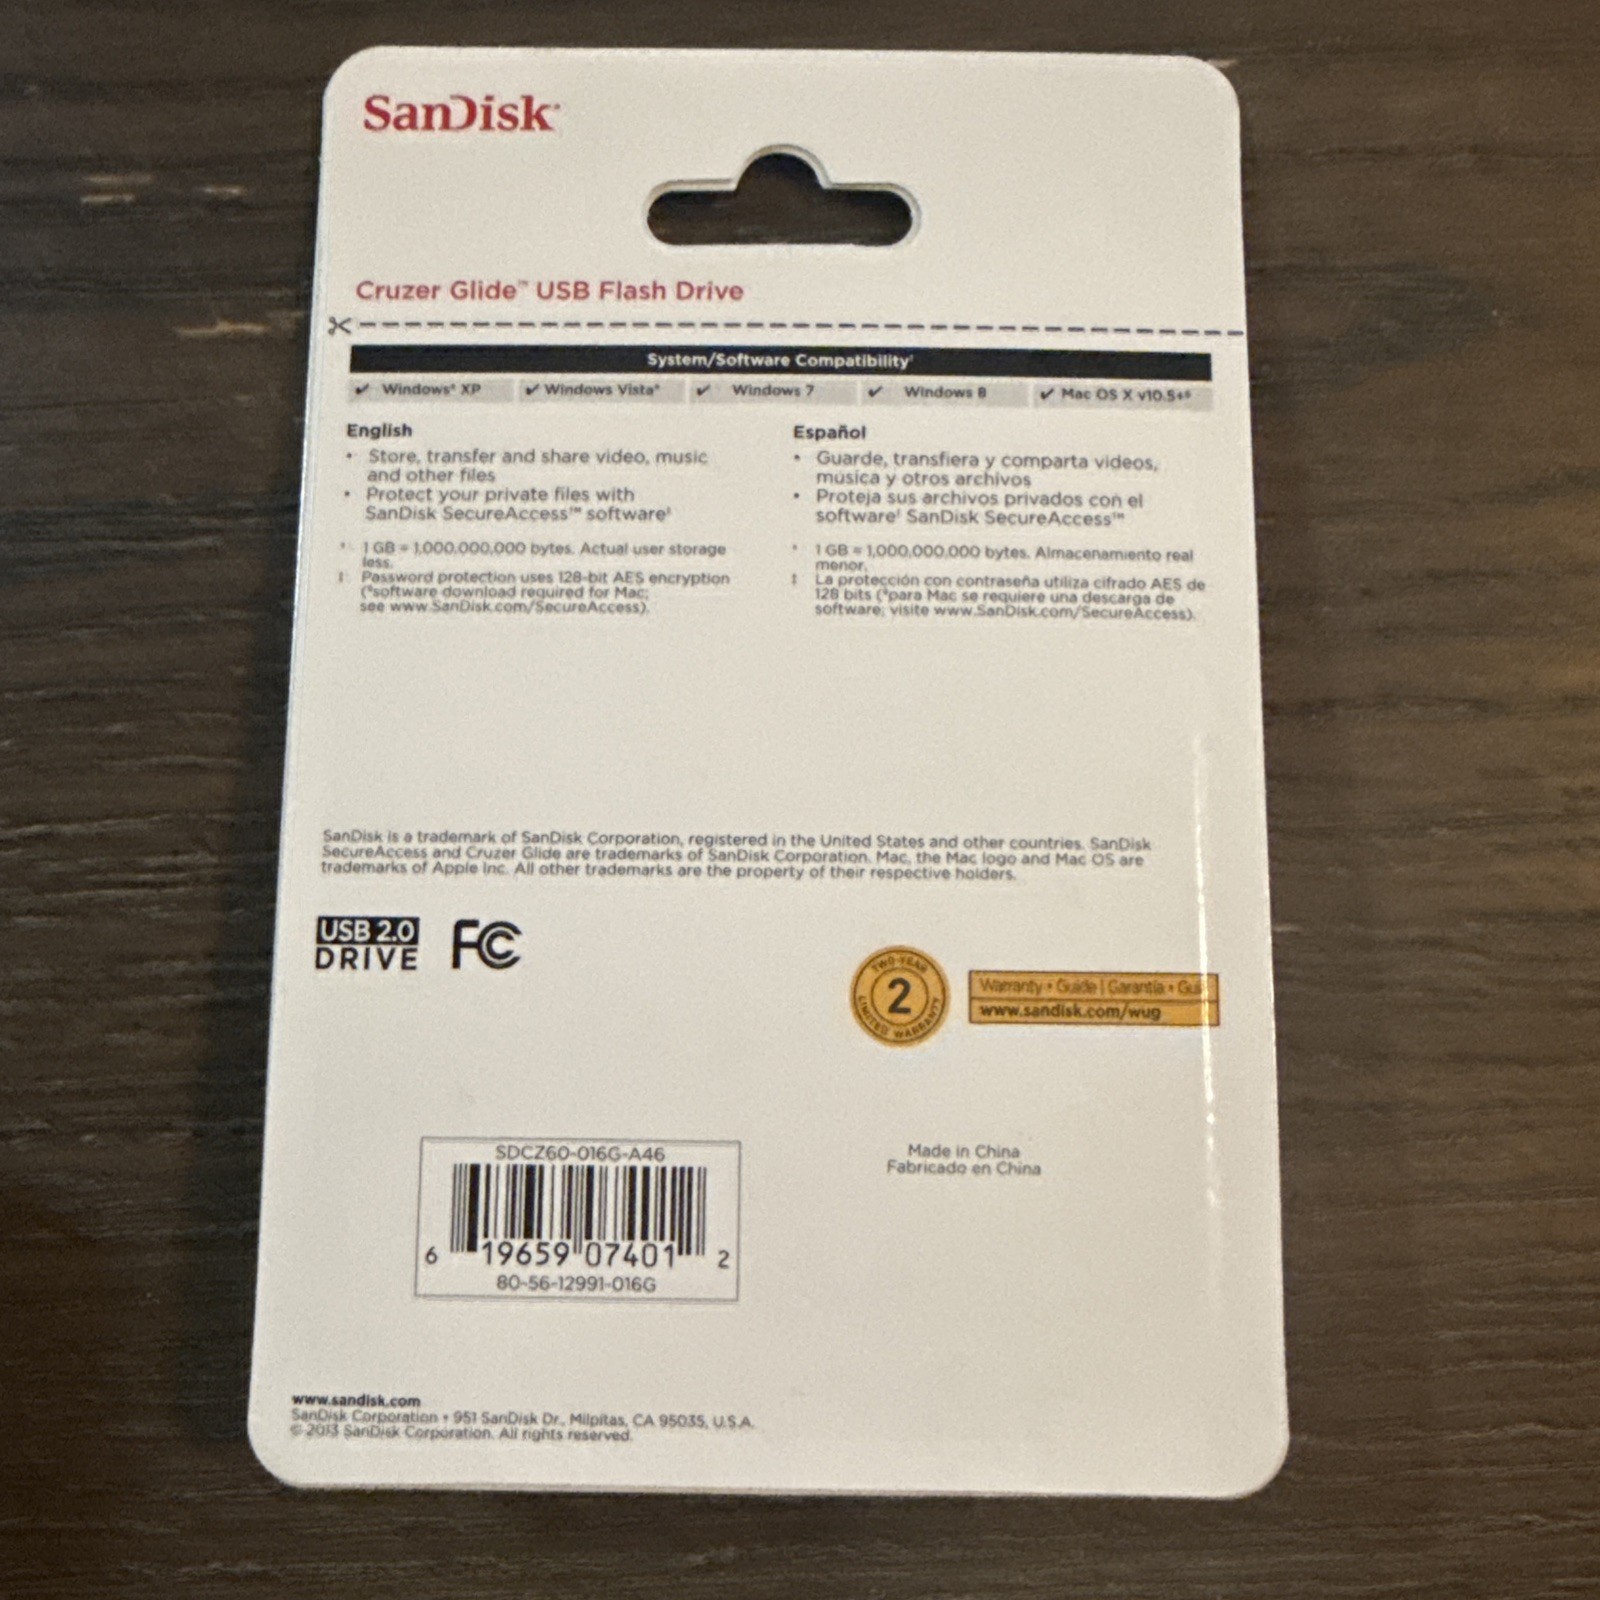 SanDisk
Cruzer Glide™ USB Flash Drive
System/Software Compatibility†
✔ Windows® XP ✔ Windows Vista® ✔ Windows 7 ✔ Windows 8 ✔ Mac OS X v10.5+§
English
• Store, transfer and share video, music
and other files
• Protect your private files with
SanDisk SecureAccess™ software‡
* 1 GB = 1,000,000,000 bytes. Actual user storage
less.
‡ Password protection uses 128-bit AES encryption
(§software download required for Mac;
see www.SanDisk.com/SecureAccess).
Español
• Guarde, transfiera y comparta videos,
música y otros archivos
• Proteja sus archivos privados con el
software‡ SanDisk SecureAccess™
* 1 GB = 1,000,000,000 bytes. Almacenamiento real
menor.
‡ La protección con contraseña utiliza cifrado AES de
128 bits (§para Mac se requiere una descarga de
software; visite www.SanDisk.com/SecureAccess).
SanDisk is a trademark of SanDisk Corporation, registered in the United States and other countries. SanDisk
SecureAccess and Cruzer Glide are trademarks of SanDisk Corporation. Mac, the Mac logo and Mac OS are
trademarks of Apple Inc. All other trademarks are the property of their respective holders.
USB 2.0
DRIVE
FC
TWO-YEAR
2
LIMITED WARRANTY
Warranty • Guide | Garantía • Guí
www.sandisk.com/wug
SDCZ60-016G-A46
6 19659 07401 2
80-56-12991-016G
Made in China
Fabricado en China
www.sandisk.com
SanDisk Corporation • 951 SanDisk Dr., Milpitas, CA 95035, U.S.A.
© 2013 SanDisk Corporation. All rights reserved.